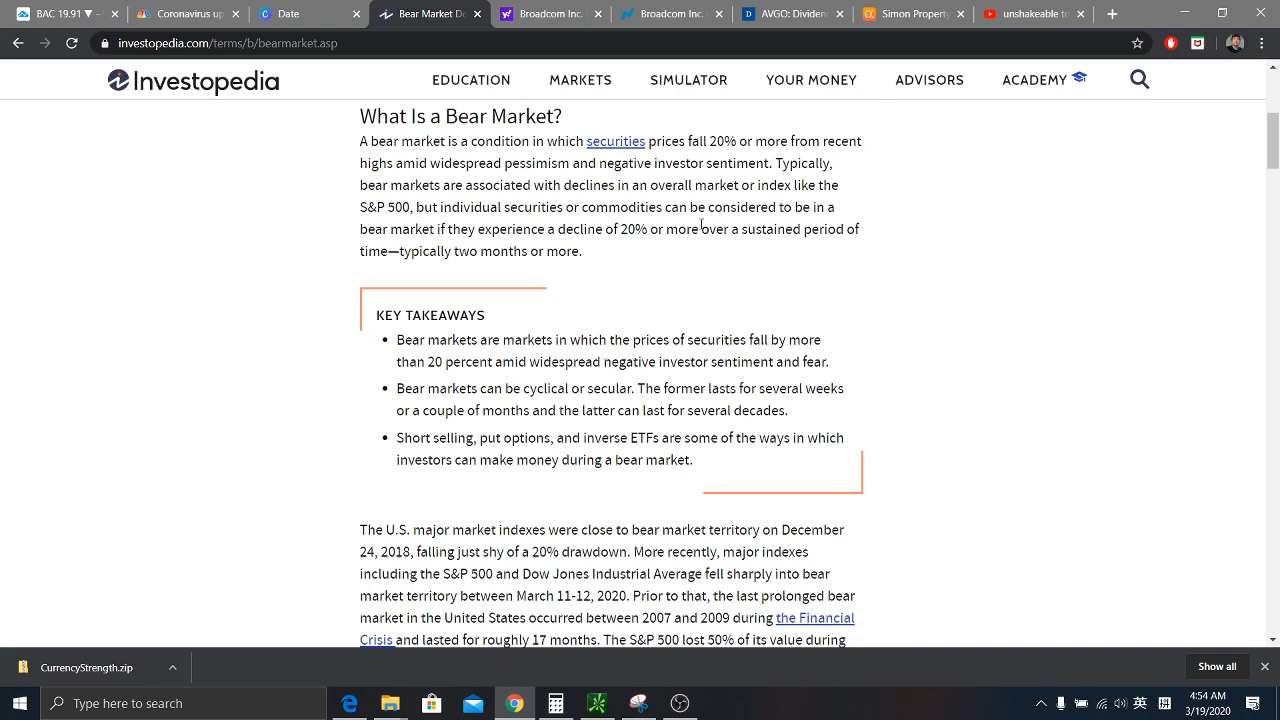 BAC 19.91 ▼
Coronavirus up
Date
Bear Market De
Broadcom Inc.
Broadcom Inc.
AVGO: Dividend
Simon Property
unshakeable to
investopedia.com/terms/b/bearmarket.asp
Investopedia
EDUCATION
MARKETS
SIMULATOR
YOUR MONEY
ADVISORS
ACADEMY
What Is a Bear Market?
A bear market is a condition in which securities prices fall 20% or more from recent
highs amid widespread pessimism and negative investor sentiment. Typically,
bear markets are associated with declines in an overall market or index like the
S&P 500, but individual securities or commodities can be considered to be in a
bear market if they experience a decline of 20% or more over a sustained period of
time—typically two months or more.
KEY TAKEAWAYS
• Bear markets are markets in which the prices of securities fall by more
than 20 percent amid widespread negative investor sentiment and fear.
• Bear markets can be cyclical or secular. The former lasts for several weeks
or a couple of months and the latter can last for several decades.
• Short selling, put options, and inverse ETFs are some of the ways in which
investors can make money during a bear market.
The U.S. major market indexes were close to bear market territory on December
24, 2018, falling just shy of a 20% drawdown. More recently, major indexes
including the S&P 500 and Dow Jones Industrial Average fell sharply into bear
market territory between March 11-12, 2020. Prior to that, the last prolonged bear
market in the United States occurred between 2007 and 2009 during the Financial
Crisis and lasted for roughly 17 months. The S&P 500 lost 50% of its value during
CurrencyStrength.zip
Show all
Type here to search
英
拼
4:54 AM
3/19/2020